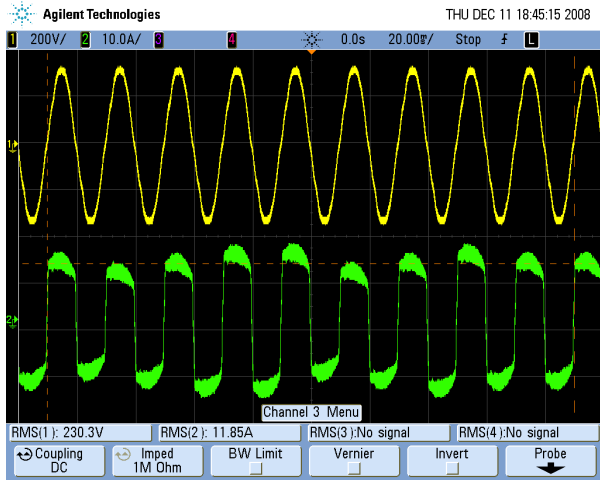 Agilent Technologies THU DEC 11 18:45:15 2008
1 200V/ 2 10.0A/ 3 4 0.0s 20.00ms/ Stop L
1
2
Channel 3 Menu
RMS(1): 230.3V RMS(2): 11.85A RMS(3):No signal RMS(4):No signal
Coupling Imped BW Limit Vernier Invert Probe
DC 1M Ohm